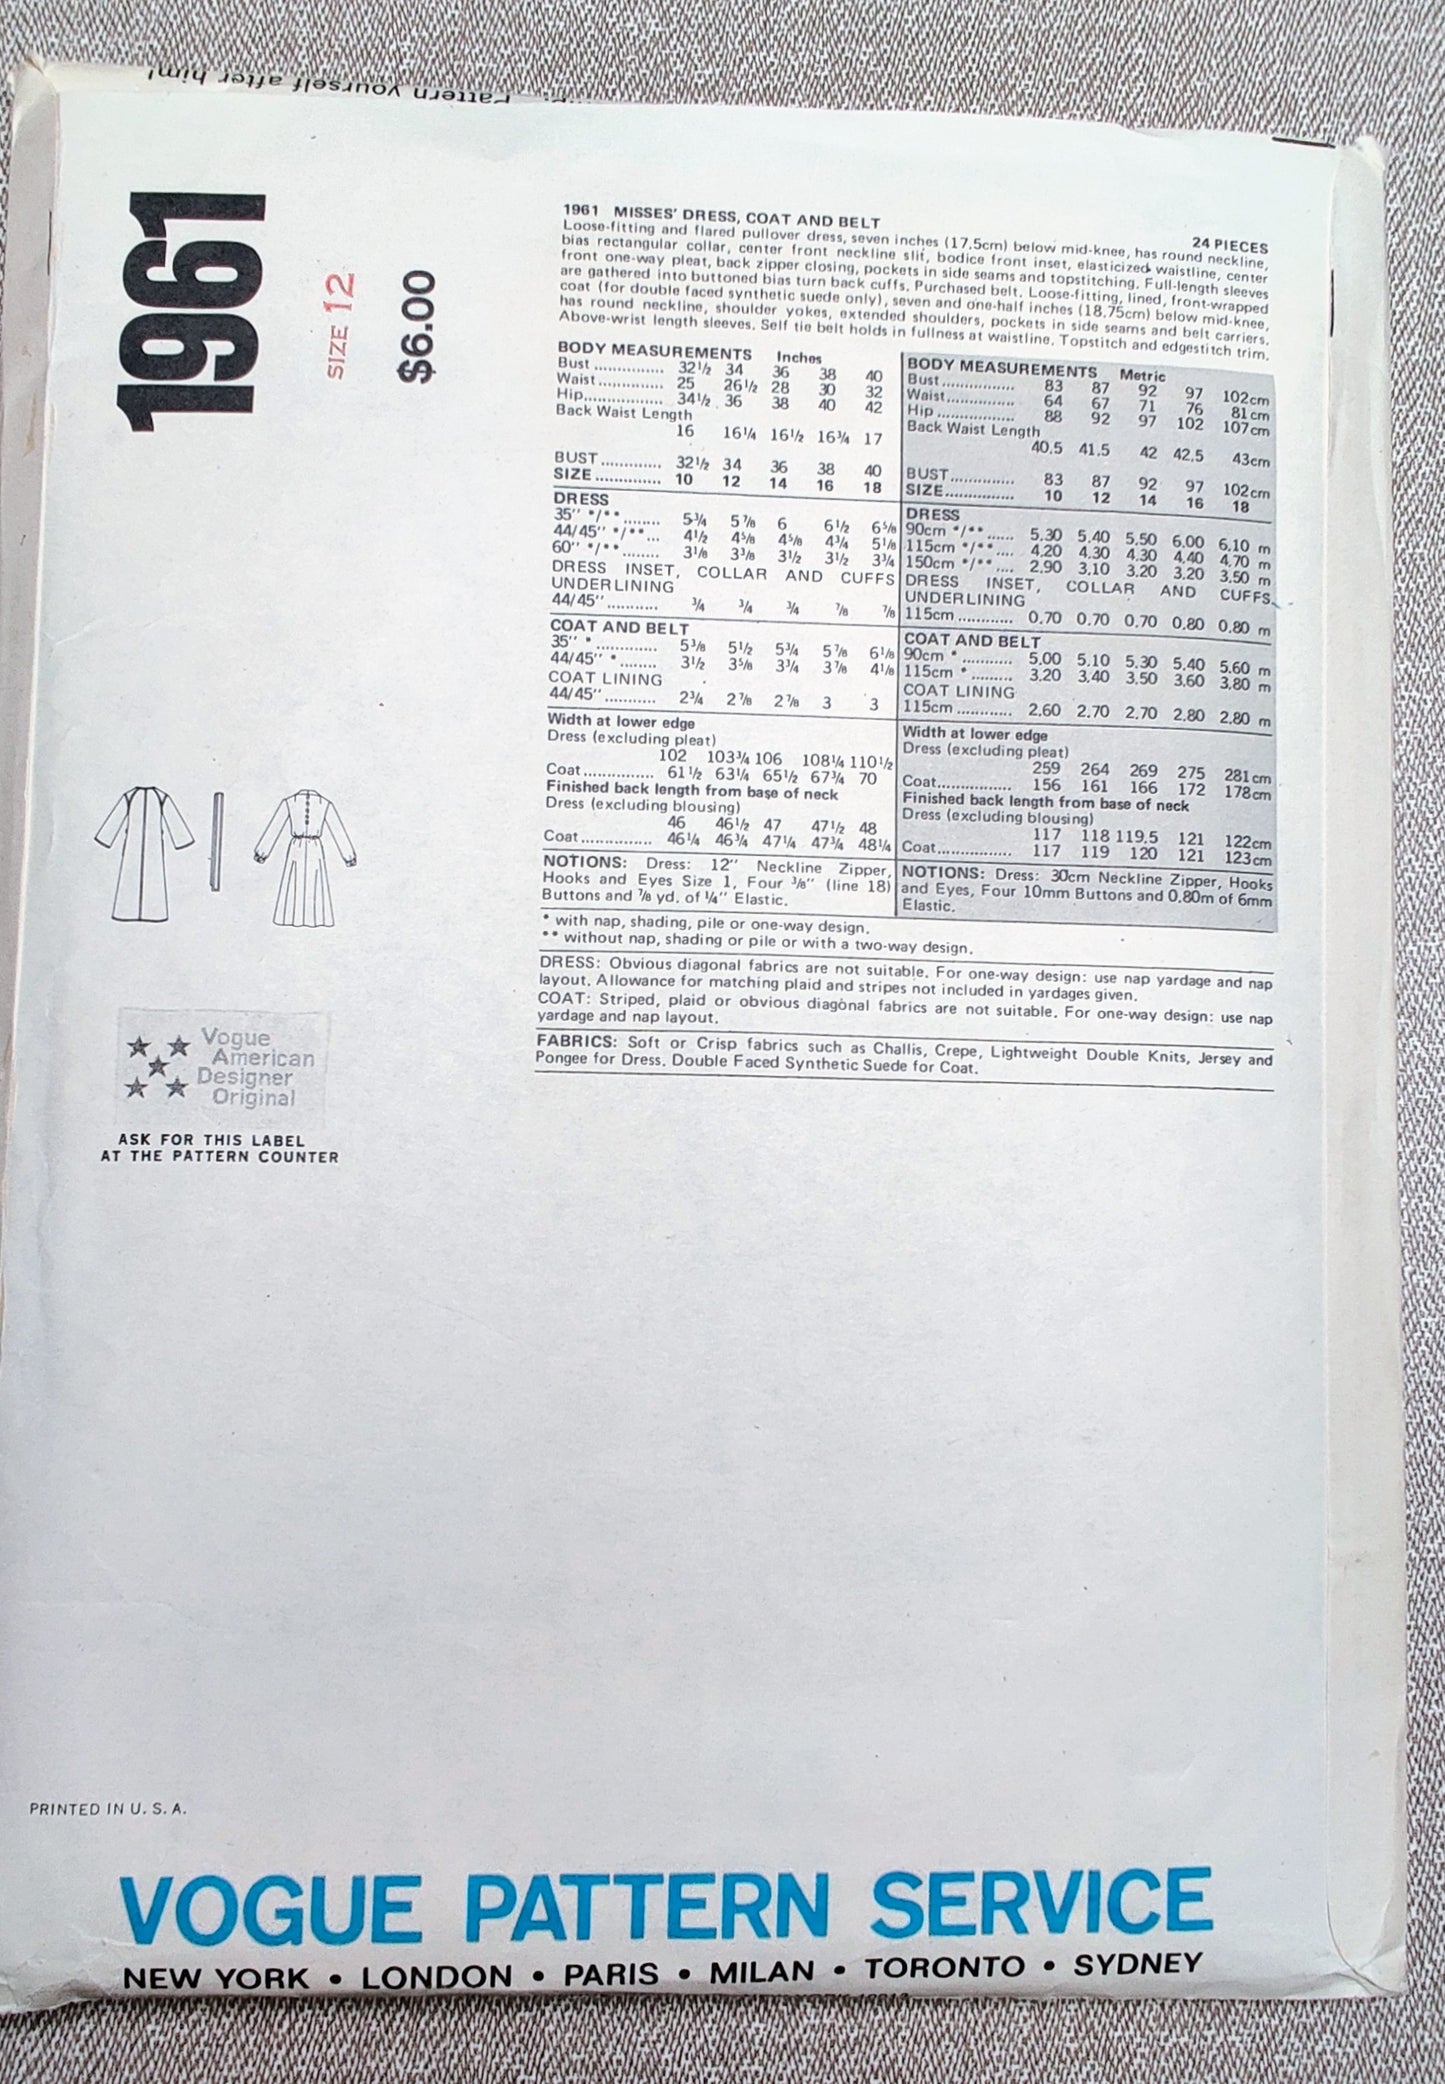 Pattern yourself after him!
1961
SIZE 12
$6.00
1961 MISSES' DRESS, COAT AND BELT
24 PIECES
Loose-fitting and flared pullover dress, seven inches (17.5cm) below mid-knee, has round neckline,
bias rectangular collar, center front neckline slit, bodice front inset, elasticized waistline, center
front one-way pleat, back zipper closing, pockets in side seams and topstitching. Full-length sleeves
are gathered into buttoned bias turn back cuffs. Purchased belt. Loose-fitting, lined, front-wrapped
coat (for double faced synthetic suede only), seven and one-half inches (18.75cm) below mid-knee,
has round neckline, shoulder yokes, extended shoulders, pockets in side seams and belt carriers.
Above-wrist length sleeves. Self tie belt holds in fullness at waistline. Topstitch and edgestitch trim.
BODY MEASUREMENTS Inches
Bust ............... 32½ 34 36 38 40
Waist.............. 25 26½ 28 30 32
Hip................. 34½ 36 38 40 42
Back Waist Length
16 16¼ 16½ 16¾ 17
BUST ............. 32½ 34 36 38 40
SIZE ............... 10 12 14 16 18
DRESS
35'' */** ........ 5¾ 5⅞ 6 6½ 6⅝
44/45'' */**... 4½ 4⅝ 4⅝ 4¾ 5⅛
60'' */** ........ 3⅛ 3⅜ 3½ 3½ 3¾
DRESS INSET, COLLAR AND CUFFS
UNDERLINING
44/45'' ........... ¾ ¾ ¾ ⅞ ⅞
COAT AND BELT
35'' * ............. 5⅜ 5½ 5¾ 5⅞ 6⅛
44/45'' * ........ 3½ 3⅝ 3¾ 3⅞ 4⅛
COAT LINING
44/45'' ........... 2¾ 2⅞ 2⅞ 3 3
Width at lower edge
Dress (excluding pleat)
102 103¾ 106 108¼ 110½
Coat............... 61½ 63¼ 65½ 67¾ 70
Finished back length from base of neck
Dress (excluding blousing)
46 46½ 47 47½ 48
Coat ............... 46¼ 46¾ 47¼ 47¾ 48¼
NOTIONS: Dress: 12'' Neckline Zipper,
Hooks and Eyes Size 1, Four ⅜'' (line 18)
Buttons and ⅞ yd. of ¼'' Elastic.
BODY MEASUREMENTS Metric
Bust................ 83 87 92 97 102cm
Waist............... 64 67 71 76 81cm
Hip ................. 88 92 97 102 107cm
Back Waist Length
40.5 41.5 42 42.5 43cm
BUST.............. 83 87 92 97 102cm
SIZE............... 10 12 14 16 18
DRESS
90cm */** ...... 5.30 5.40 5.50 6.00 6.10 m
115cm */** .... 4.20 4.30 4.30 4.40 4.70 m
150cm */** .... 2.90 3.10 3.20 3.20 3.50 m
DRESS INSET, COLLAR AND CUFFS
UNDERLINING
115cm ............ 0.70 0.70 0.70 0.80 0.80 m
COAT AND BELT
90cm * ........... 5.00 5.10 5.30 5.40 5.60 m
115cm * ......... 3.20 3.40 3.50 3.60 3.80 m
COAT LINING
115cm ............ 2.60 2.70 2.70 2.80 2.80 m
Width at lower edge
Dress (excluding pleat)
259 264 269 275 281cm
Coat................. 156 161 166 172 178cm
Finished back length from base of neck
Dress (excluding blousing)
117 118 119.5 121 122cm
Coat................. 117 119 120 121 123cm
NOTIONS: Dress: 30cm Neckline Zipper, Hooks
and Eyes, Four 10mm Buttons and 0.80m of 6mm
Elastic.
* with nap, shading, pile or one-way design.
** without nap, shading or pile or with a two-way design.
DRESS: Obvious diagonal fabrics are not suitable. For one-way design: use nap yardage and nap
layout. Allowance for matching plaid and stripes not included in yardages given.
COAT: Striped, plaid or obvious diagonal fabrics are not suitable. For one-way design: use nap
yardage and nap layout.
FABRICS: Soft or Crisp fabrics such as Challis, Crepe, Lightweight Double Knits, Jersey and
Pongee for Dress. Double Faced Synthetic Suede for Coat.
Vogue
American
Designer
Original
ASK FOR THIS LABEL
AT THE PATTERN COUNTER
PRINTED IN U.S.A.
VOGUE PATTERN SERVICE
NEW YORK • LONDON • PARIS • MILAN • TORONTO • SYDNEY